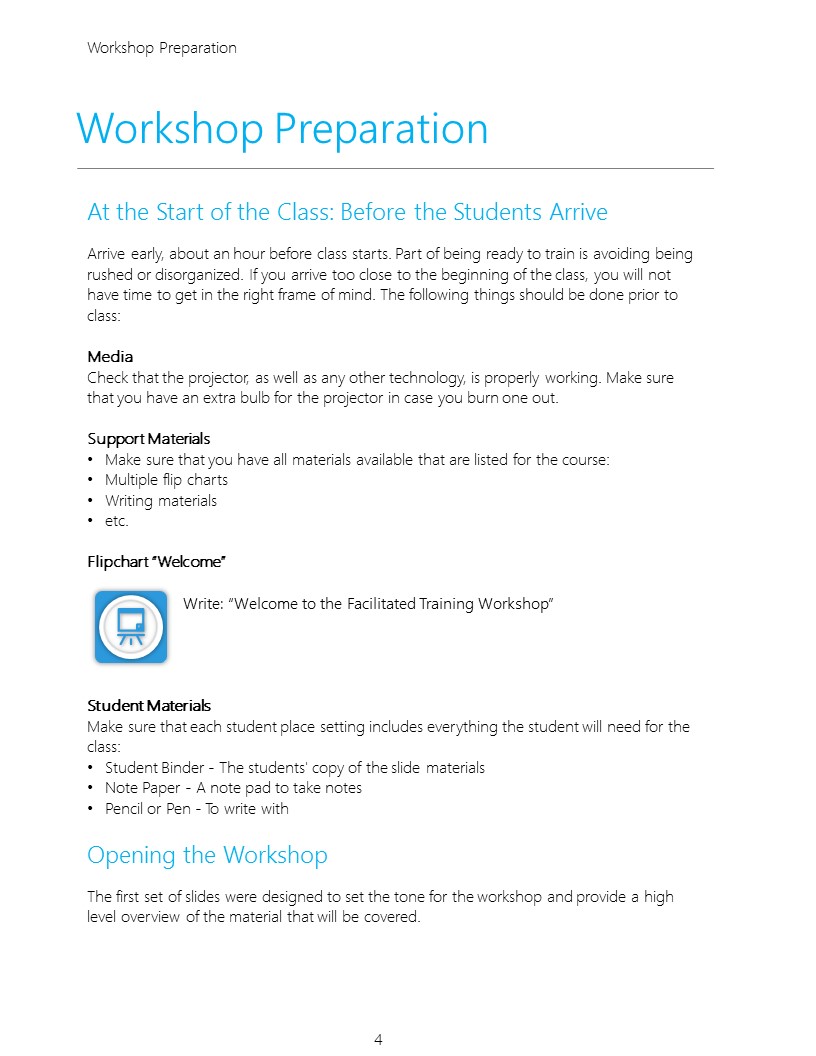 Workshop Preparation
Workshop Preparation
At the Start of the Class: Before the Students Arrive
Arrive early, about an hour before class starts. Part of being ready to train is avoiding being
rushed or disorganized. If you arrive too close to the beginning of the class, you will not
have time to get in the right frame of mind. The following things should be done prior to
class:
Media
Check that the projector, as well as any other technology, is properly working. Make sure
that you have an extra bulb for the projector in case you burn one out.
Support Materials
• Make sure that you have all materials available that are listed for the course:
• Multiple flip charts
• Writing materials
• etc.
Flipchart “Welcome”
Write: “Welcome to the Facilitated Training Workshop”
Student Materials
Make sure that each student place setting includes everything the student will need for the
class:
• Student Binder - The students' copy of the slide materials
• Note Paper - A note pad to take notes
• Pencil or Pen - To write with
Opening the Workshop
The first set of slides were designed to set the tone for the workshop and provide a high
level overview of the material that will be covered.
4